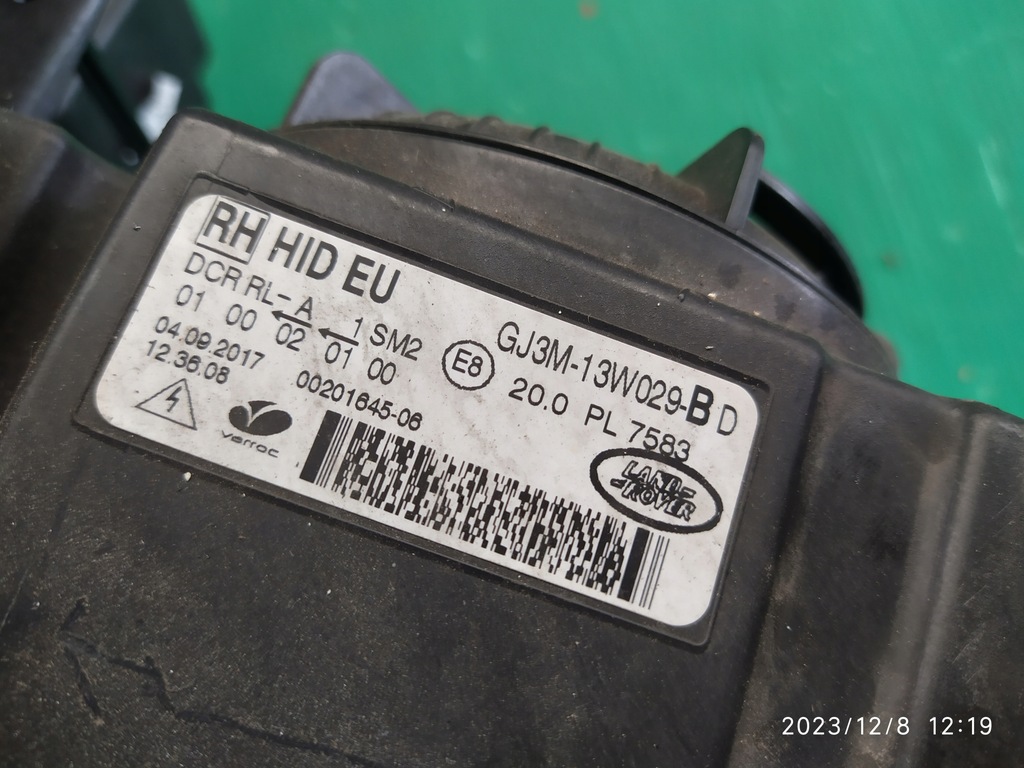 RH HID EU
DCR RL- A 1 SM2
01 00 02 01 00
04.09.2017
12.36.08
00201645-06
varroc
E8
GJ3M-13W029-B D
20.0 PL 7583
LAND-
-ROVER
2023/12/8 12:19